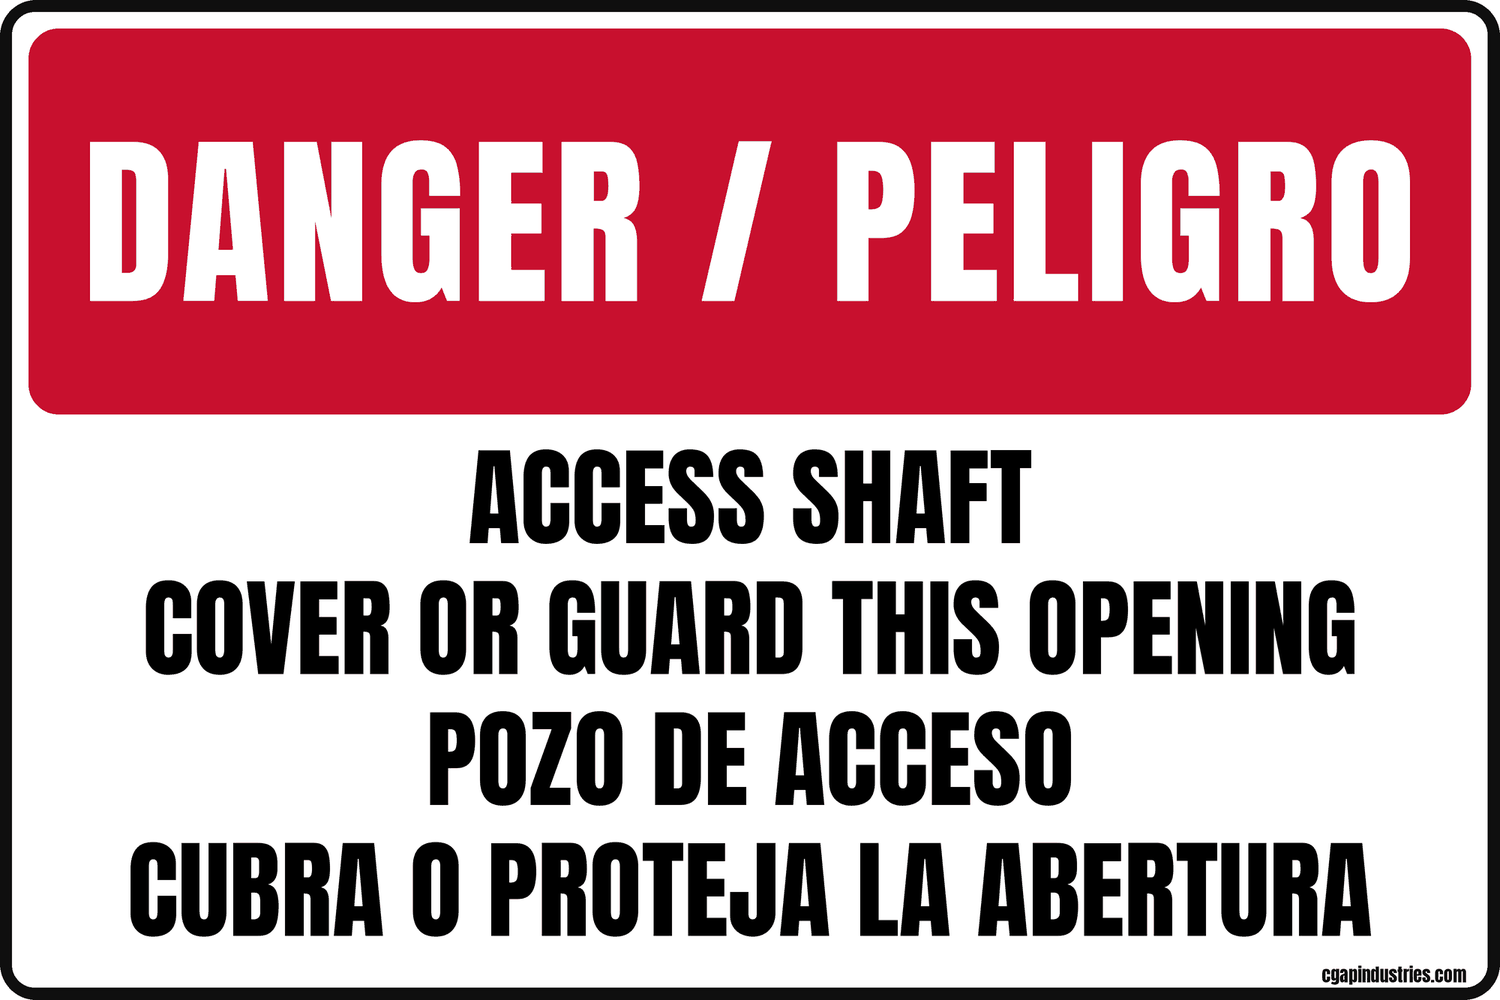 DANGER / PELIGRO
ACCESS SHAFT
COVER OR GUARD THIS OPENING
POZO DE ACCESO
CUBRA O PROTEJA LA ABERTURA
cgapindustries.com